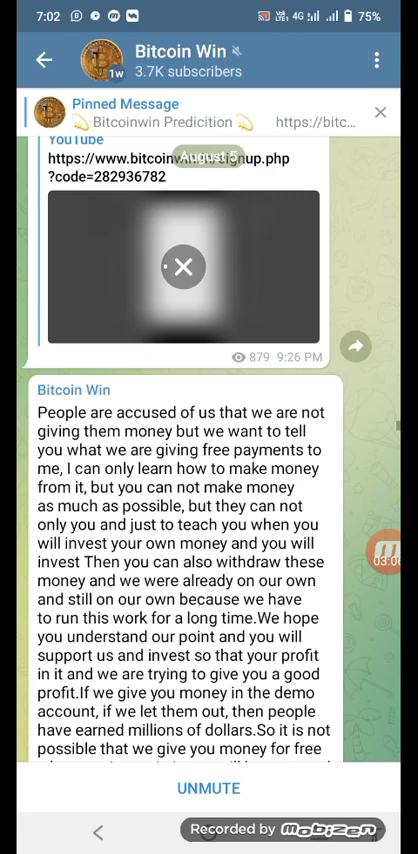 7:02
4G
75%
Bitcoin Win
3.7K subscribers
1w
Pinned Message
Bitcoinwin Predicition https://bitc...
YouTube
August 5
?code=282936782
879 9:26 PM
Bitcoin Win
People are accused of us that we are not
giving them money but we want to tell
you what we are giving free payments to
me, I can only learn how to make money
from it, but you can not make money
as much as possible, but they can not
only you and just to teach you when you
will invest your own money and you will
invest Then you can also withdraw these
money and we were already on our own
and still on our own because we have
to run this work for a long time.We hope
you understand our point and you will
support us and invest so that your profit
in it and we are trying to give you a good
profit.If we give you money in the demo
account, if we let them out, then people
have earned millions of dollars.So it is not
possible that we give you money for free
UNMUTE
Recorded by mobizen